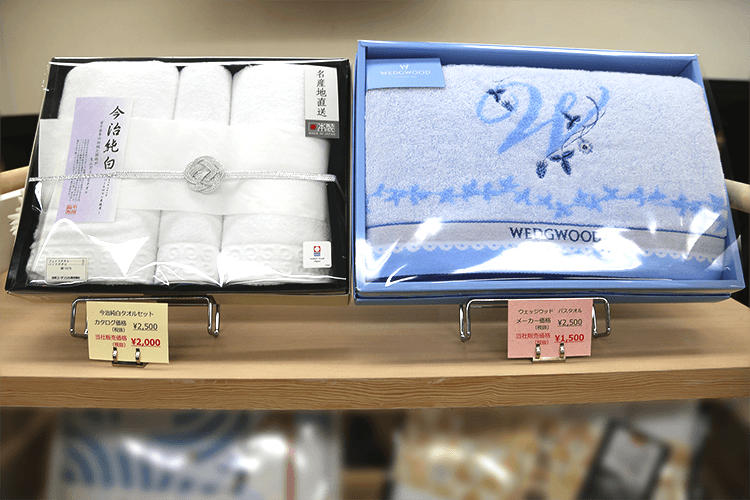 名産地直送
今治純白
WEDGWOOD
W
WEDGWOOD
今治純白タオルセット
カタログ価格
(税抜)
¥2,500
当社販売価格
(税抜)
¥2,000
ウェッジウッド バスタオル
メーカー価格
(税抜)
¥2,500
当社販売価格
(税抜)
¥1,500